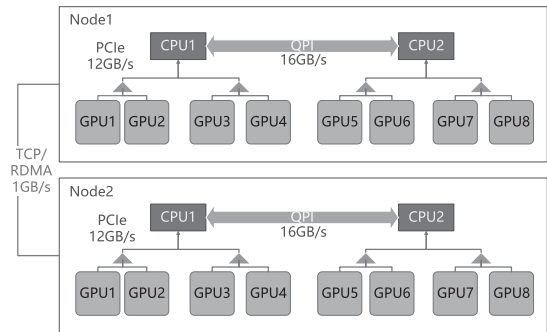 Node1
CPU1 QPI CPU2
PCIe
12GB/s
16GB/s
GPU1 GPU2 GPU3 GPU4 GPU5 GPU6 GPU7 GPU8
TCP/
RDMA
1GB/s
Node2
CPU1 QPI CPU2
PCIe
12GB/s
16GB/s
GPU1 GPU2 GPU3 GPU4 GPU5 GPU6 GPU7 GPU8